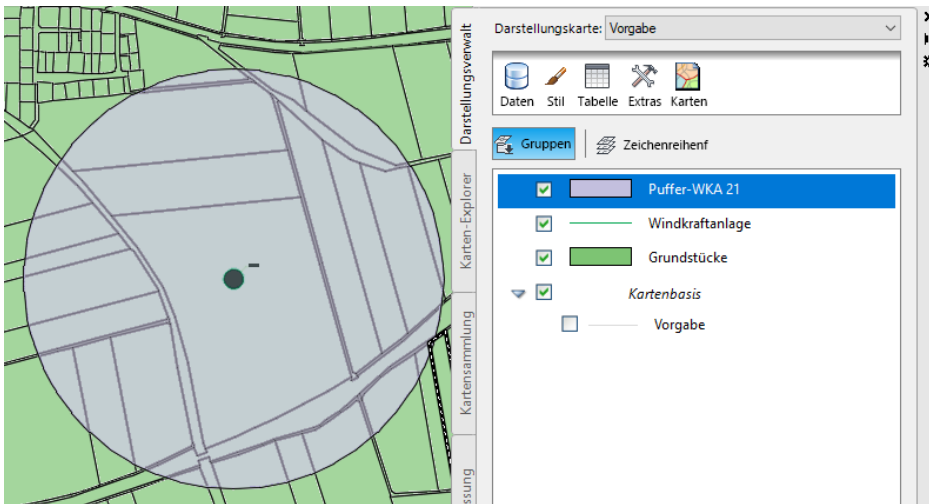 Darstellungskarte: Vorgabe
Daten Stil Tabelle Extras Karten
Gruppen Zeichenreihenf
Puffer-WKA 21
Windkraftanlage
Grundstücke
Kartenbasis
Vorgabe
Darstellungsverwalt
Karten-Explorer
Kartensammlung
ssung